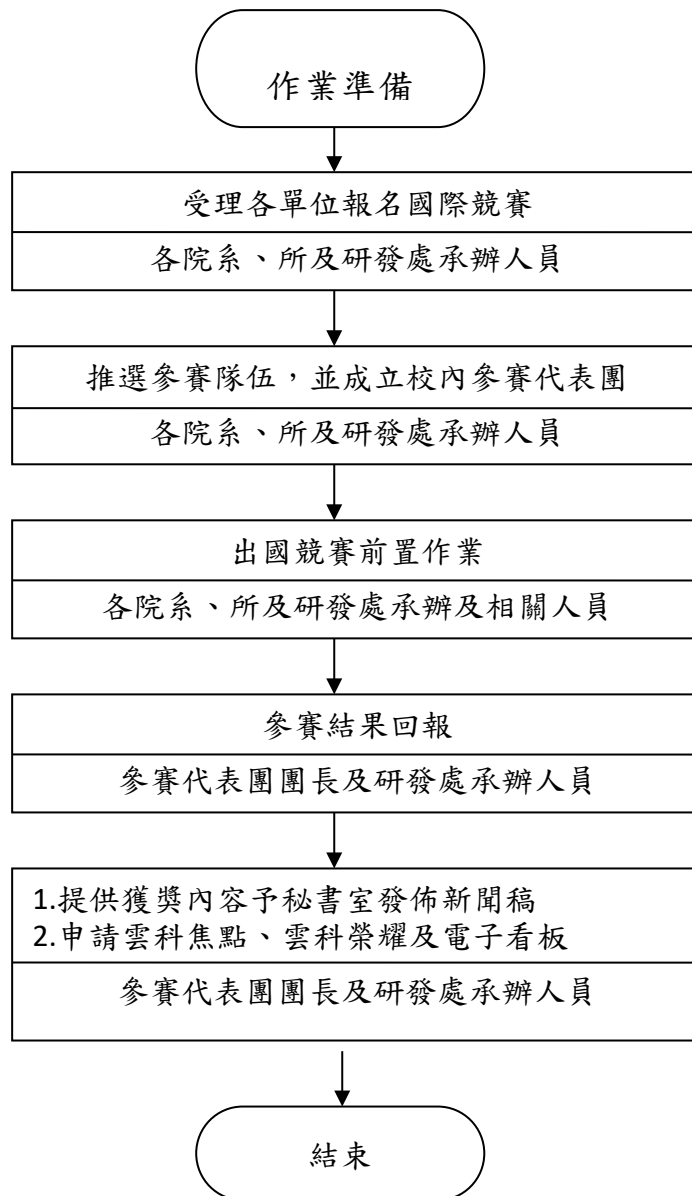 作業準備
受理各單位報名國際競賽
各院系、所及研發處承辦人員
推選參賽隊伍，並成立校內參賽代表團
各院系、所及研發處承辦人員
出國競賽前置作業
各院系、所及研發處承辦及相關人員
參賽結果回報
參賽代表團團長及研發處承辦人員
1.提供獲獎內容予秘書室發佈新聞稿
2.申請雲科焦點、雲科榮耀及電子看板
參賽代表團團長及研發處承辦人員
結束